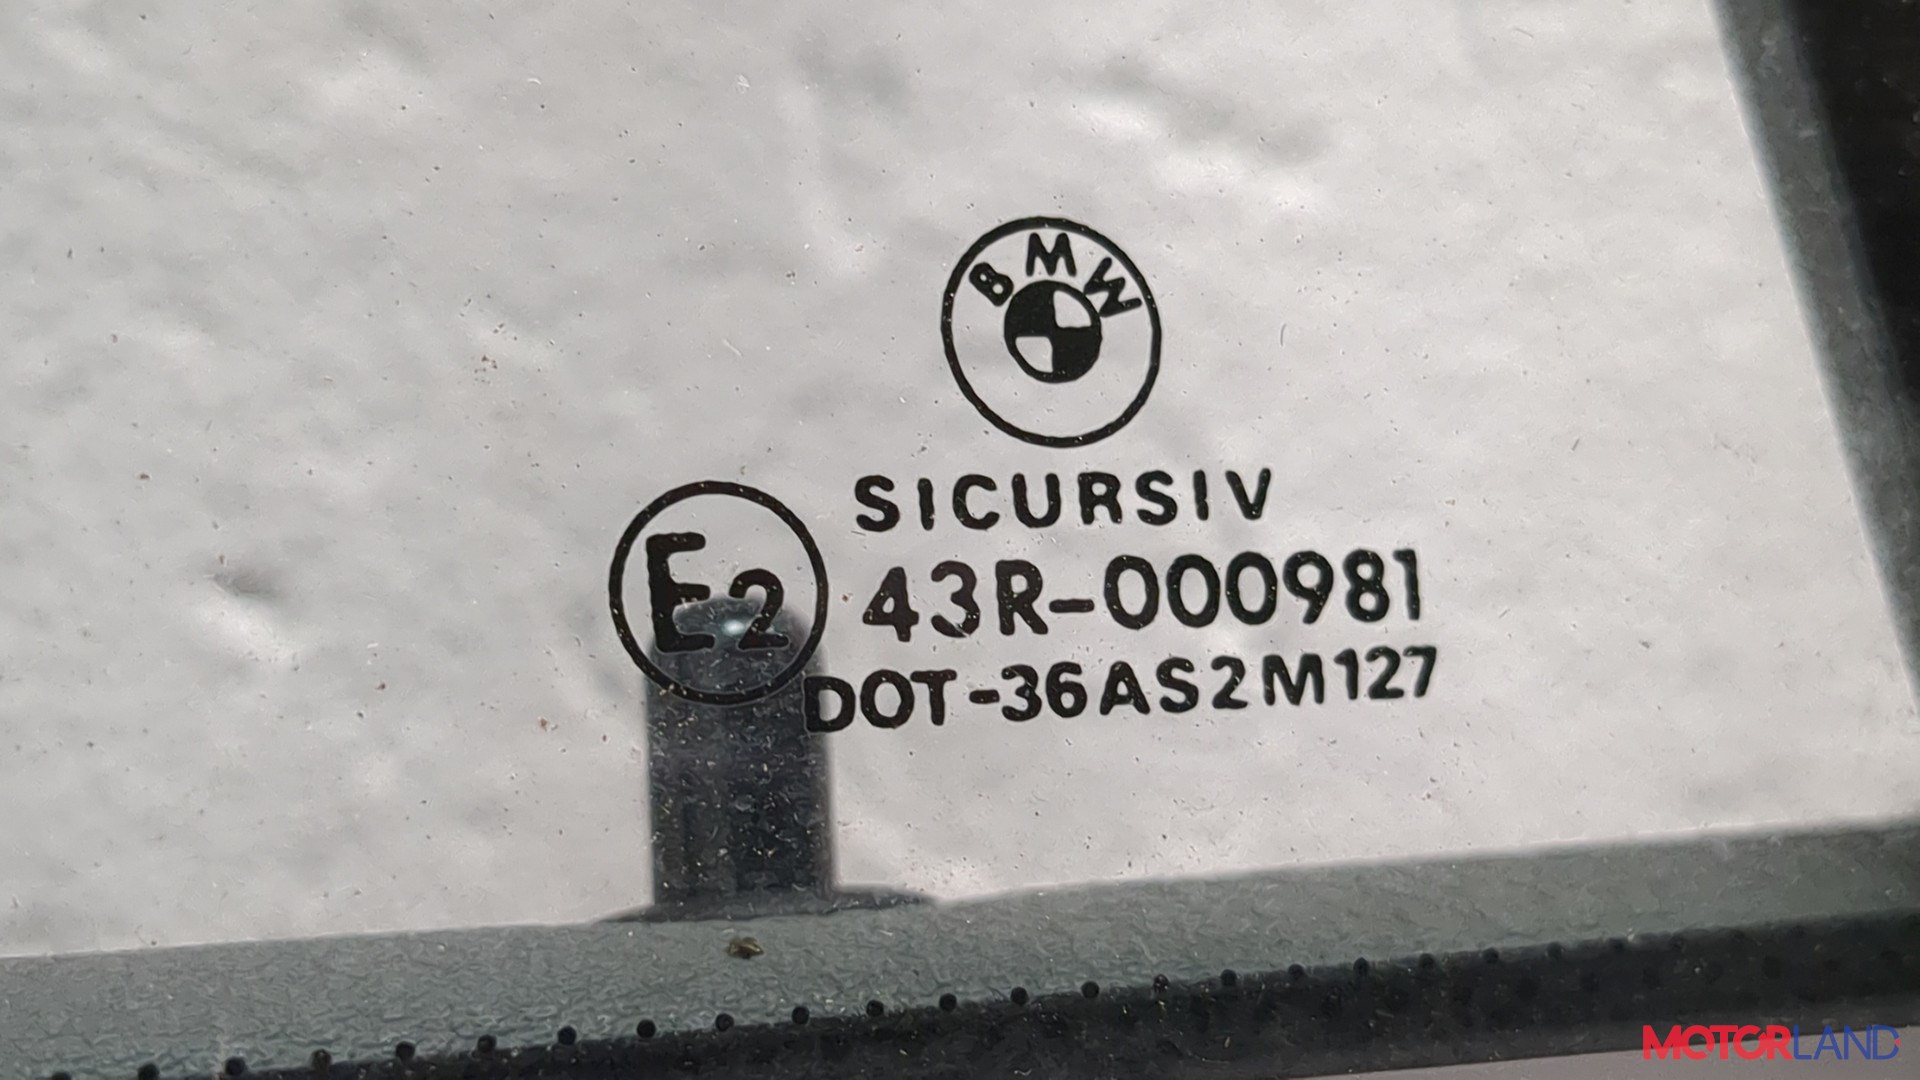 BMW
SICURSIV
E2 43R-000981
DOT-36AS2M127
MOTORLAND